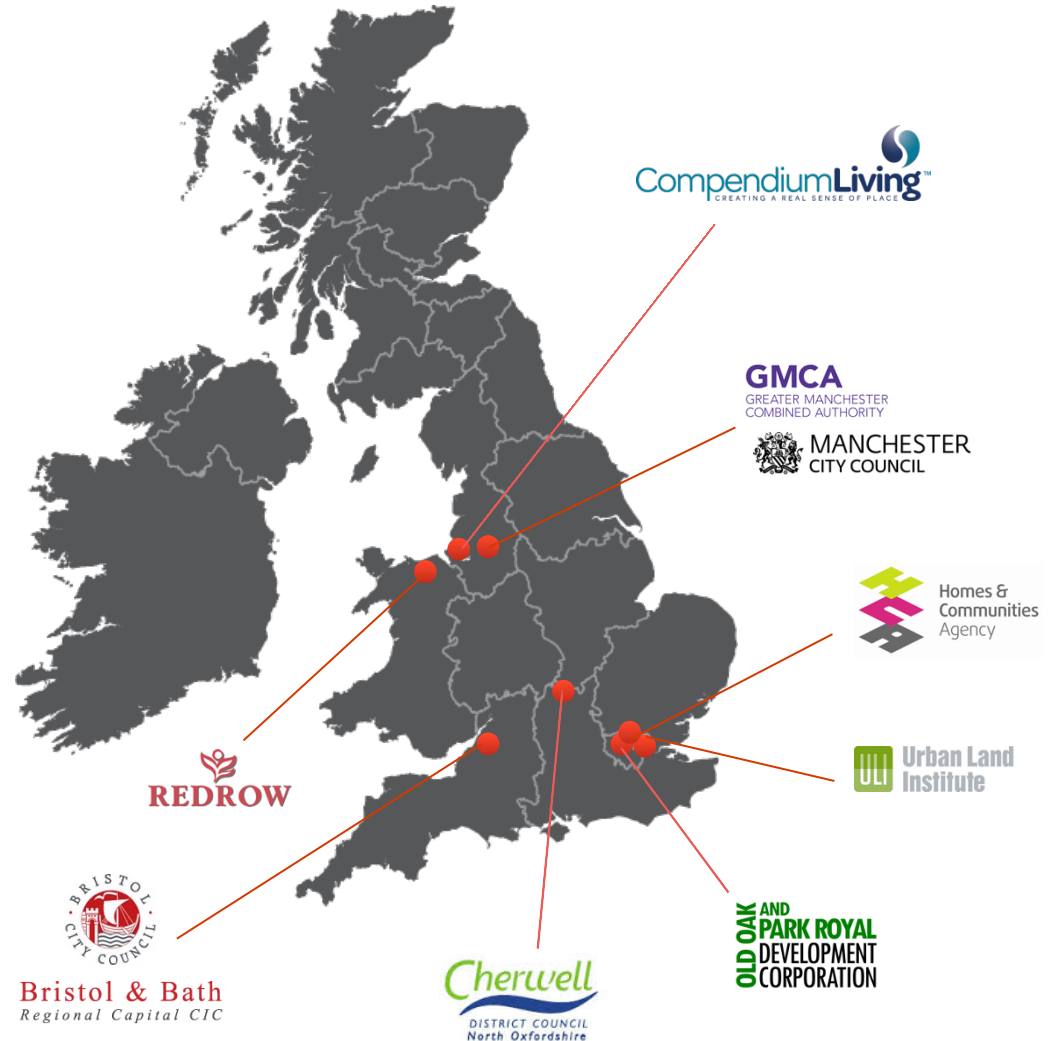 CompendiumLiving™
CREATING A REAL SENSE OF PLACE
GMCA
GREATER MANCHESTER
COMBINED AUTHORITY
MANCHESTER
CITY COUNCIL
HCA
Homes &
Communities
Agency
ULI
Urban Land
Institute
REDROW
BRISTOL
CITY COUNCIL
Bristol & Bath
Regional Capital CIC
OLD OAK
AND
PARK ROYAL
DEVELOPMENT
CORPORATION
Cherwell
DISTRICT COUNCIL
North Oxfordshire